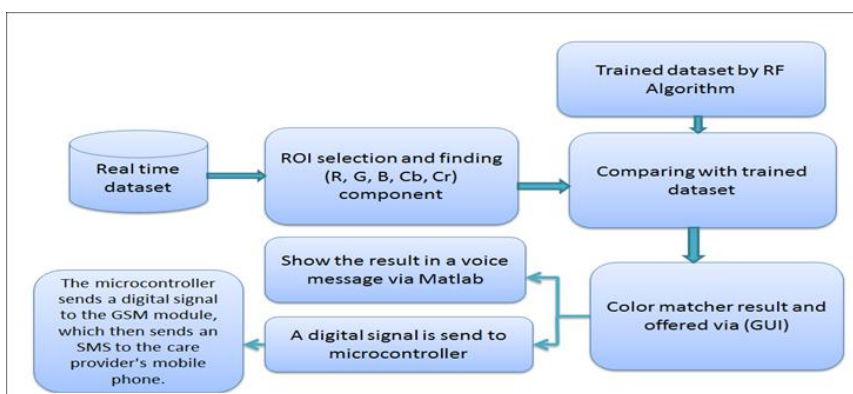 Trained dataset by RF
Algorithm
Real time
dataset
ROI selection and finding
(R, G, B, Cb, Cr)
component
Comparing with trained
dataset
Show the result in a voice
message via Matlab
Color matcher result and
offered via (GUI)
A digital signal is send to
microcontroller
The microcontroller
sends a digital signal
to the GSM module,
which then sends an
SMS to the care
provider's mobile
phone.